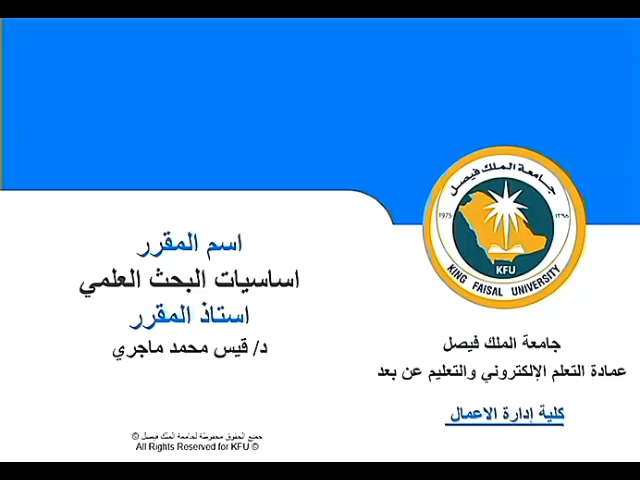 جامعة الملك فيصل
1975
١٣٩٥
KFU
KING FAISAL UNIVERSITY
اسم المقرر
اساسيات البحث العلمي
استاذ المقرر
د/ قيس محمد ماجري
جامعة الملك فيصل
عمادة التعلم الإلكتروني والتعليم عن بعد
كلية إدارة الاعمال
جميع الحقوق محفوظة لجامعة الملك فيصل ©
All Rights Reserved for KFU ©